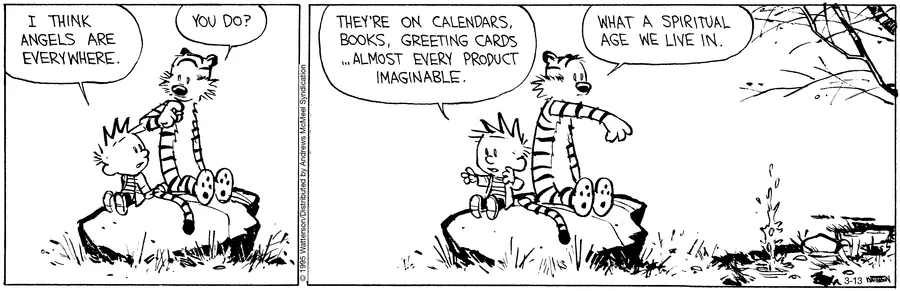 I THINK
ANGELS ARE
EVERYWHERE.
YOU DO?
© 1995 Watterson/Distributed by Andrews McMeel Syndication
THEY'RE ON CALENDARS,
BOOKS, GREETING CARDS
...ALMOST EVERY PRODUCT
IMAGINABLE.
WHAT A SPIRITUAL
AGE WE LIVE IN.
3-13 WATTERSON